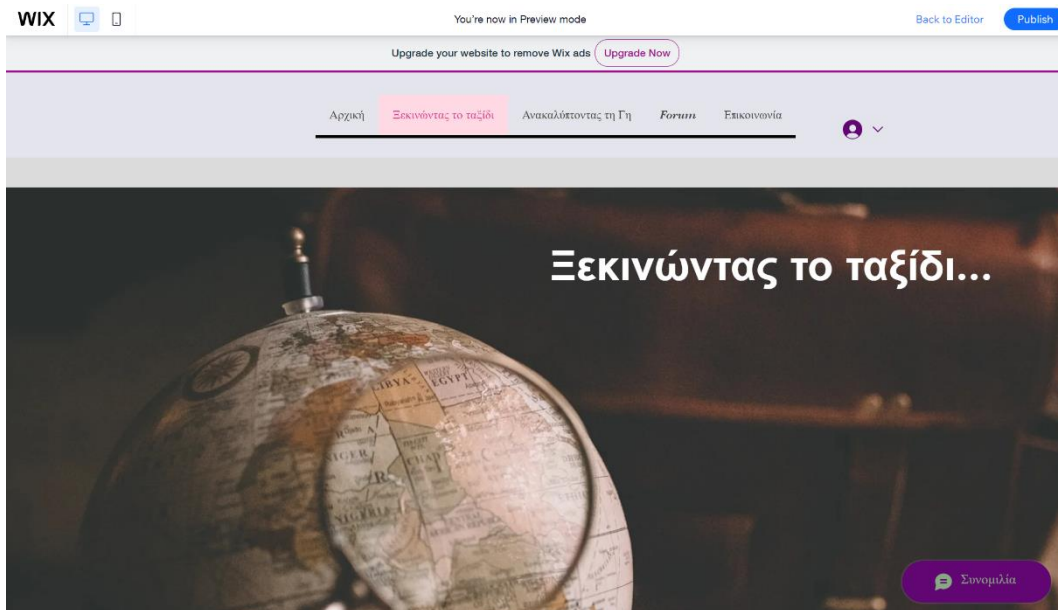 WIX
You're now in Preview mode
Back to Editor
Publish
Upgrade your website to remove Wix ads
Upgrade Now
Αρχική
Ξεκινώντας το ταξίδι
Ανακαλύπτοντας τη Γη
Forum
Επικοινωνία
Ξεκινώντας το ταξίδι...
LIBYA
EGYPT
NIGER
CHAD
NIGERIA
Συνομιλία